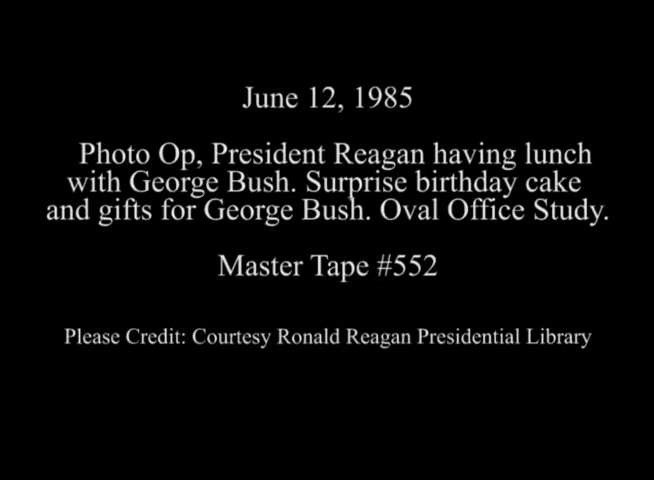 June 12, 1985
Photo Op, President Reagan having lunch
with George Bush. Surprise birthday cake
and gifts for George Bush. Oval Office Study.
Master Tape #552
Please Credit: Courtesy Ronald Reagan Presidential Library